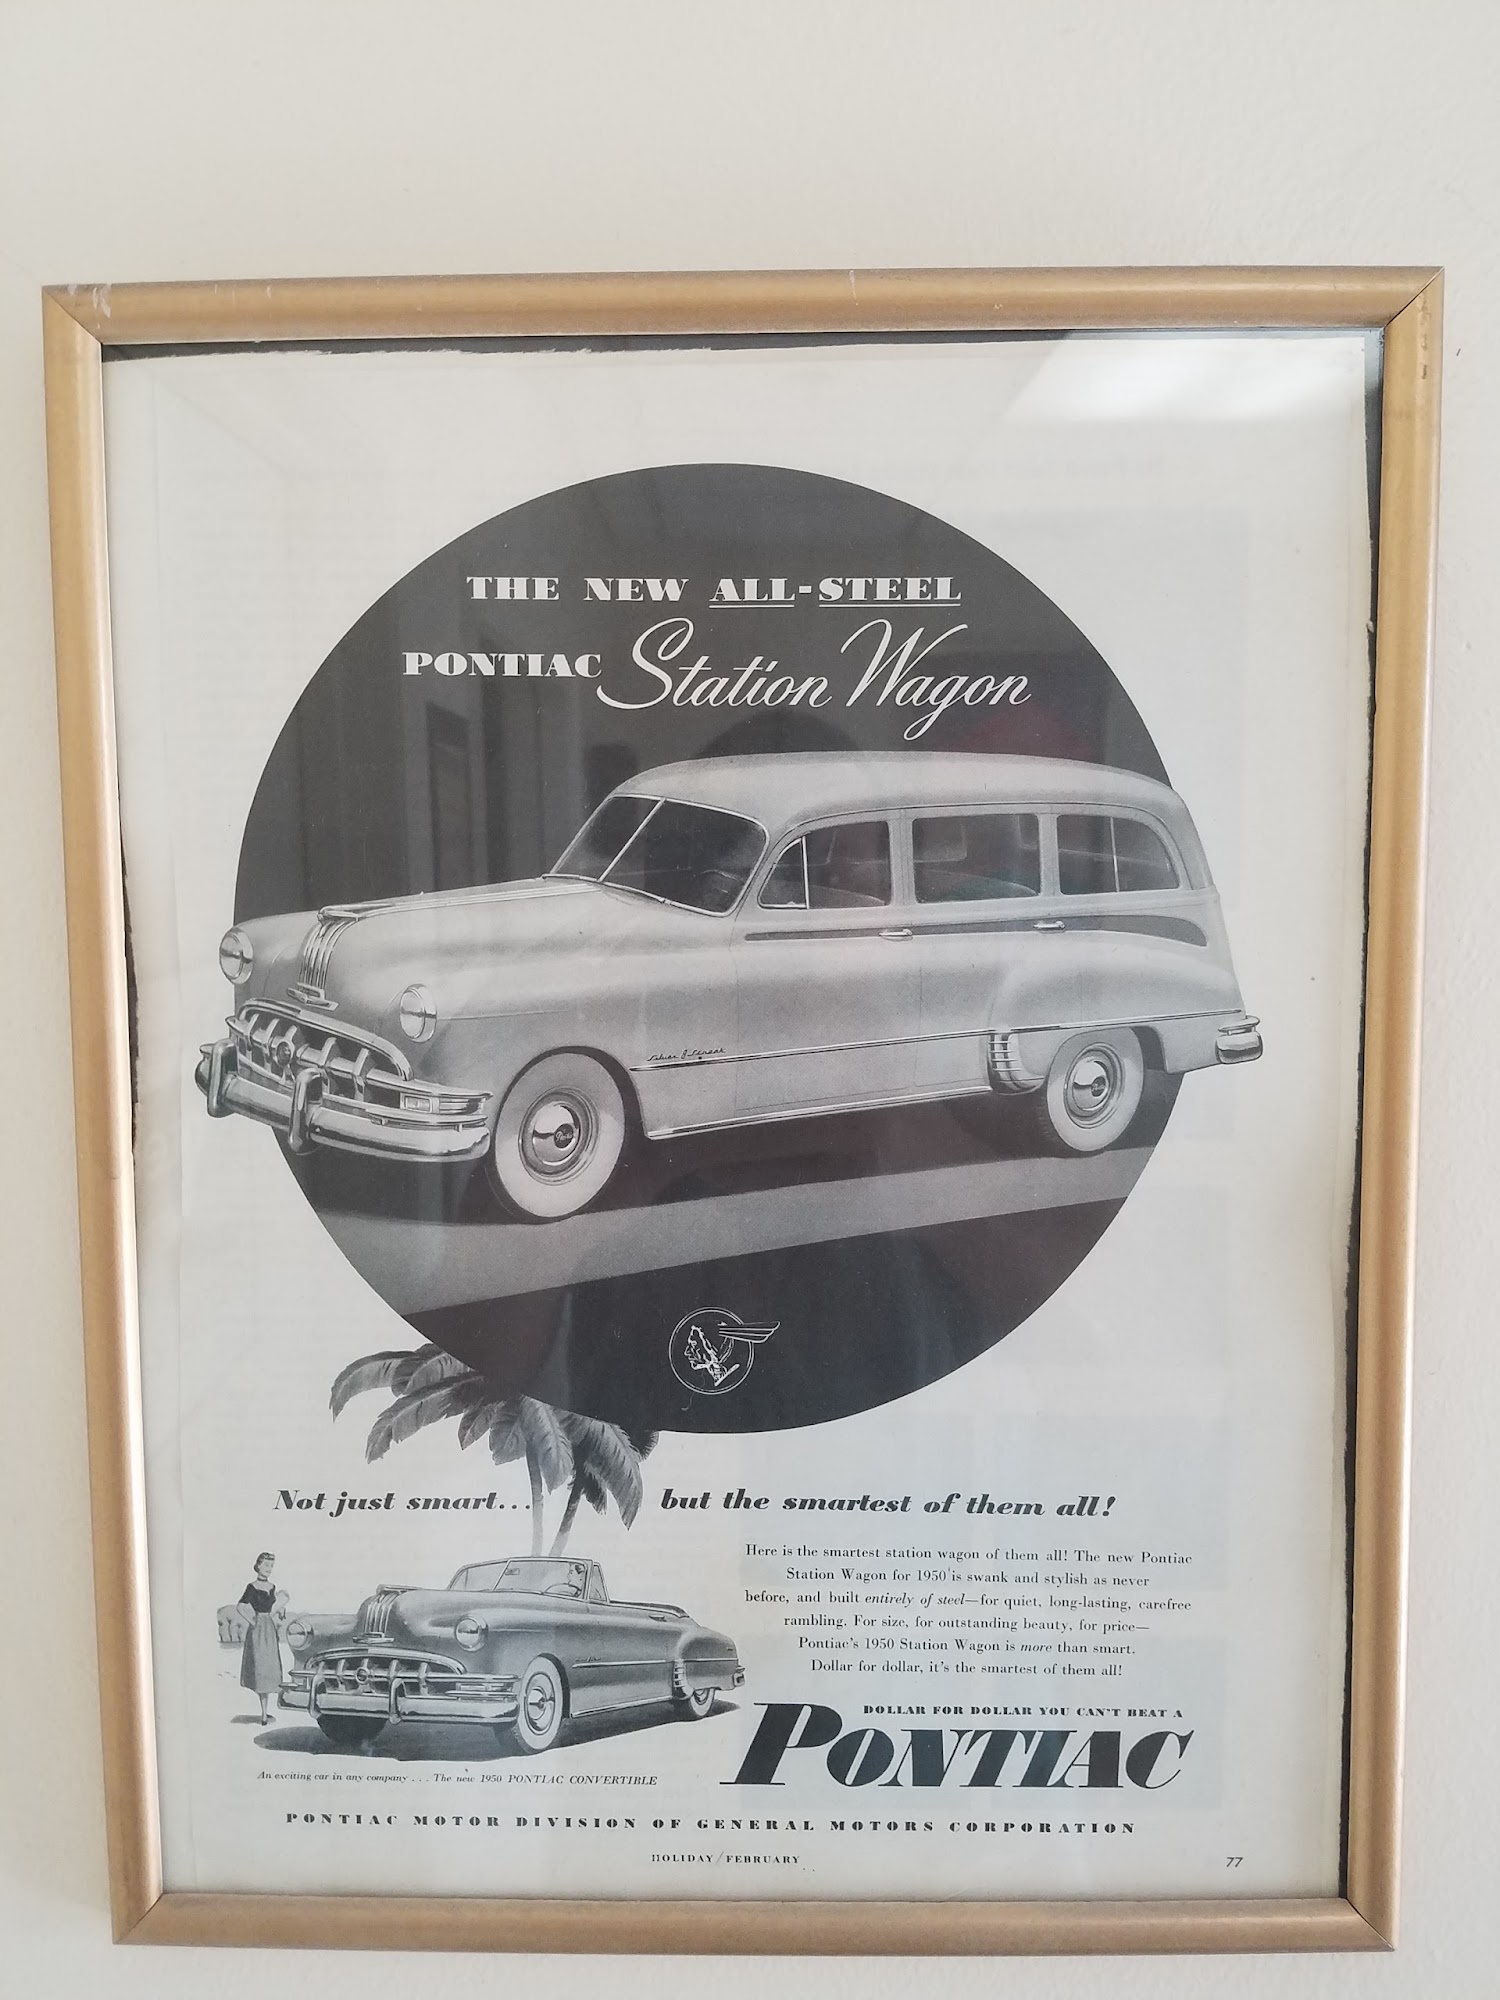 THE NEW ALL-STEEL
PONTIAC Station Wagon
Silver Streak
Not just smart... but the smartest of them all!
Here is the smartest station wagon of them all! The new Pontiac
Station Wagon for 1950 is swank and stylish as never
before, and built entirely of steel—for quiet, long-lasting, carefree
rambling. For size, for outstanding beauty, for price—
Pontiac's 1950 Station Wagon is more than smart.
Dollar for dollar, it's the smartest of them all!
DOLLAR FOR DOLLAR YOU CAN'T BEAT A
PONTIAC
An exciting car in any company . . . The new 1950 PONTIAC CONVERTIBLE
PONTIAC MOTOR DIVISION OF GENERAL MOTORS CORPORATION
HOLIDAY / FEBRUARY
77